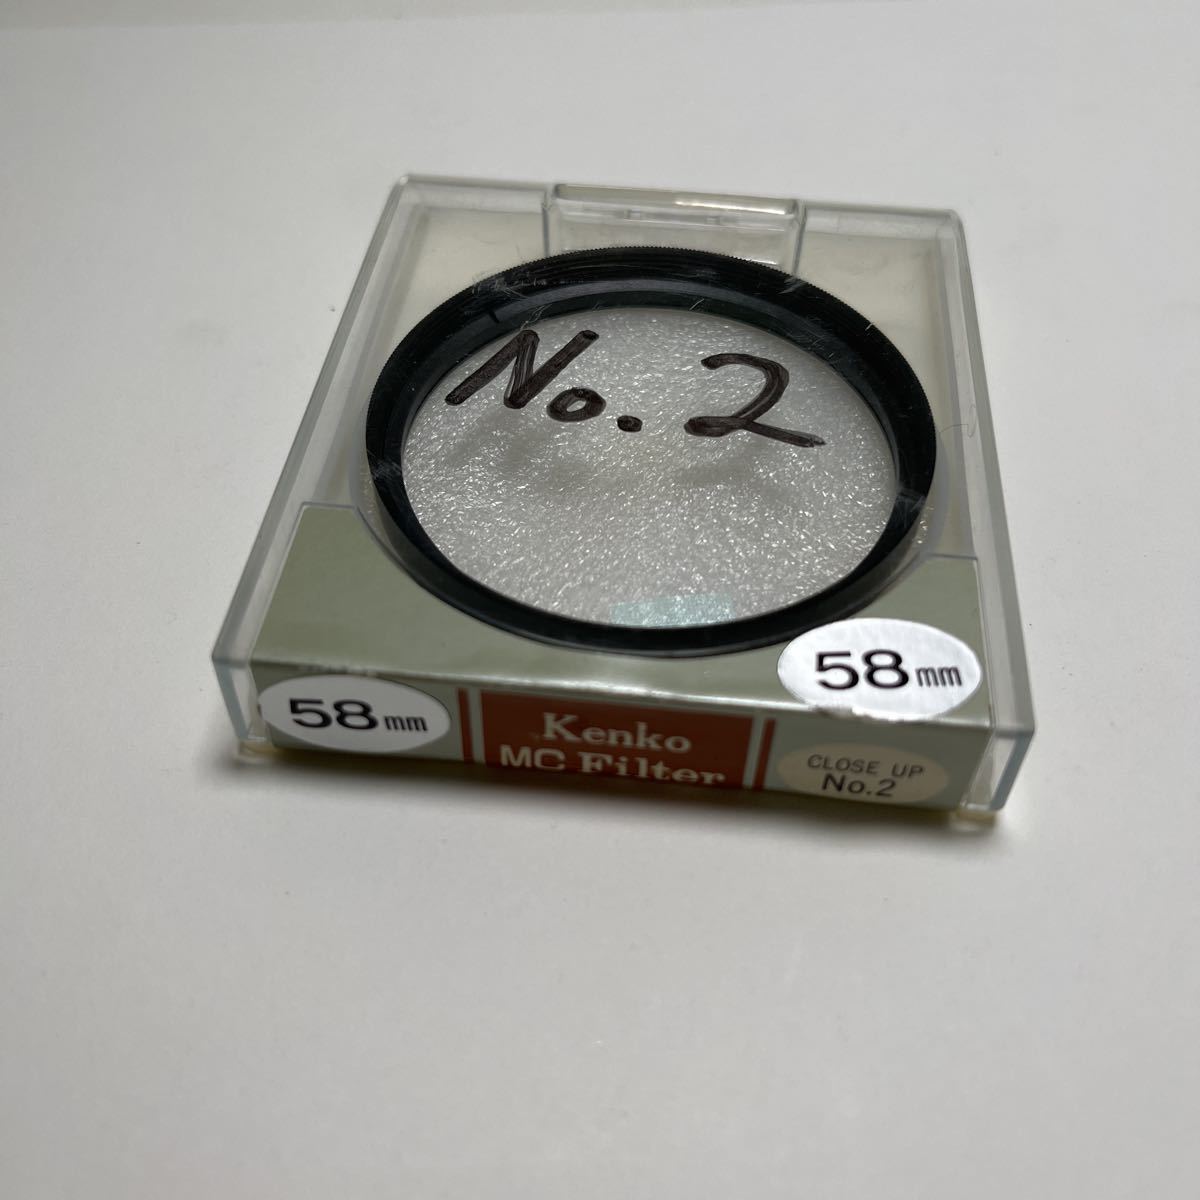 No. 2
58mm
58mm
Kenko
MC Filter
CLOSE UP
No.2